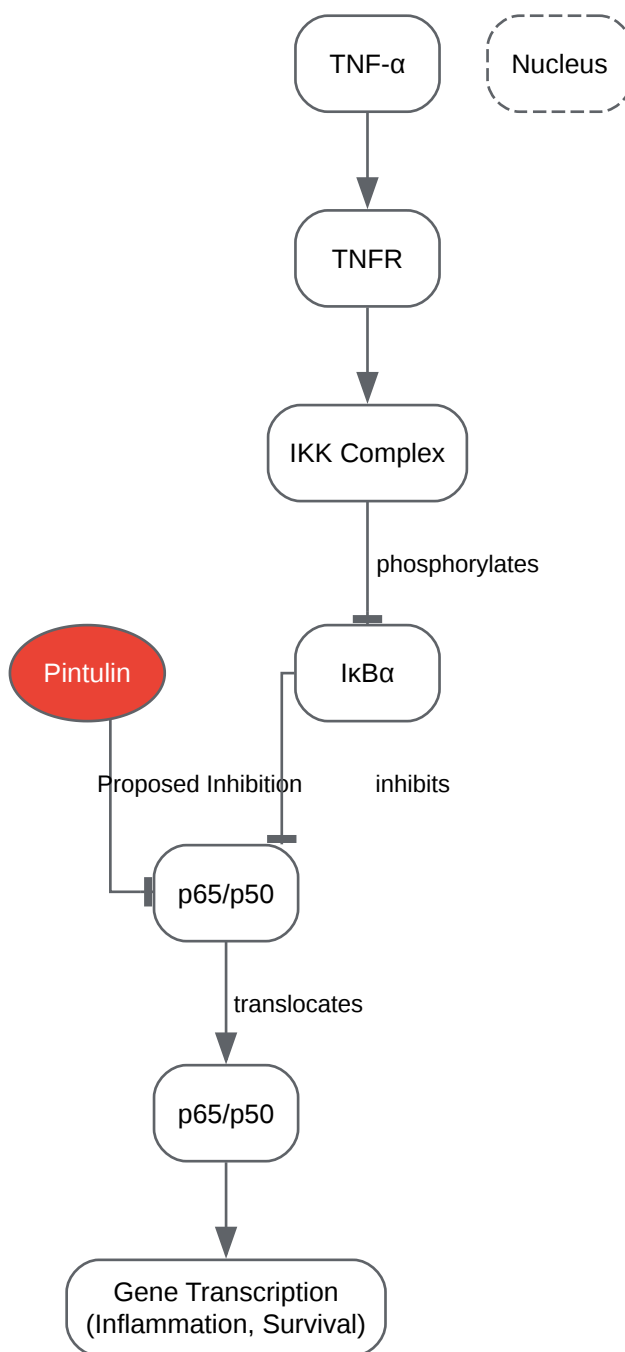 TNF-α
Nucleus
TNFR
IKK Complex
phosphorylates
Pintulin
IκBα
Proposed Inhibition
inhibits
p65/p50
translocates
p65/p50
Gene Transcription
(Inflammation, Survival)